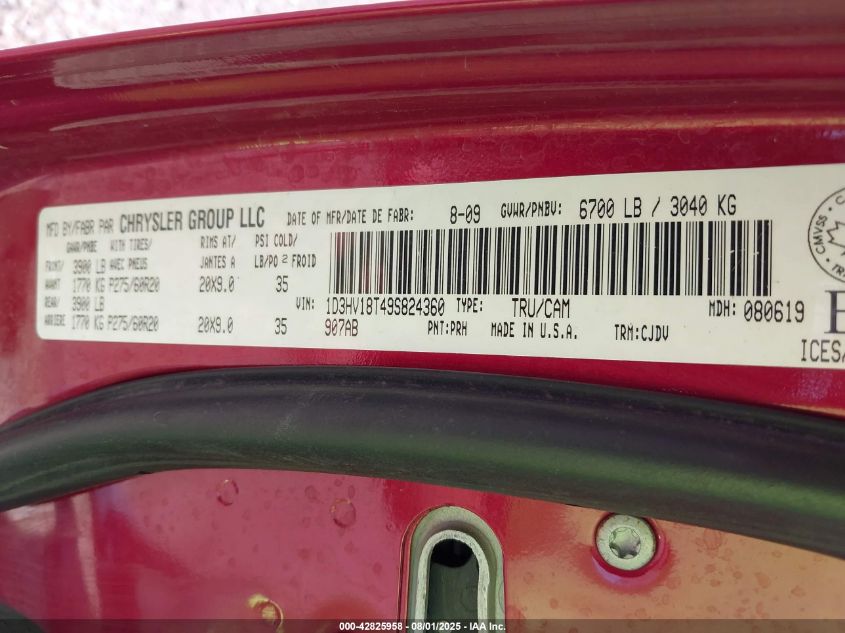 MFD BY/FABR PAR CHRYSLER GROUP LLC DATE OF MFR/DATE DE FABR: 8-09 GVWR/PNBV: 6700 LB / 3040 KG
GAWR/PNBE WITH TIRES/ RIMS AT/ PSI COLD/
FRONT/ 3900 LB AVEC PNEUS JANTES A LB/PO2 FROID
AVANT 1770 KG P275/60R20 20X9.0 35
REAR/ 3900 LB VIN: 1D3HV18T49S824360 TYPE: TRU/CAM MDH: 080619
ARRIERE 1770 KG P275/60R20 20X9.0 35 907AB PNT:PRH MADE IN U.S.A. TRM:CJDV
CMVSS
ICES/
000-42825958 - 08/01/2025 - IAA Inc.